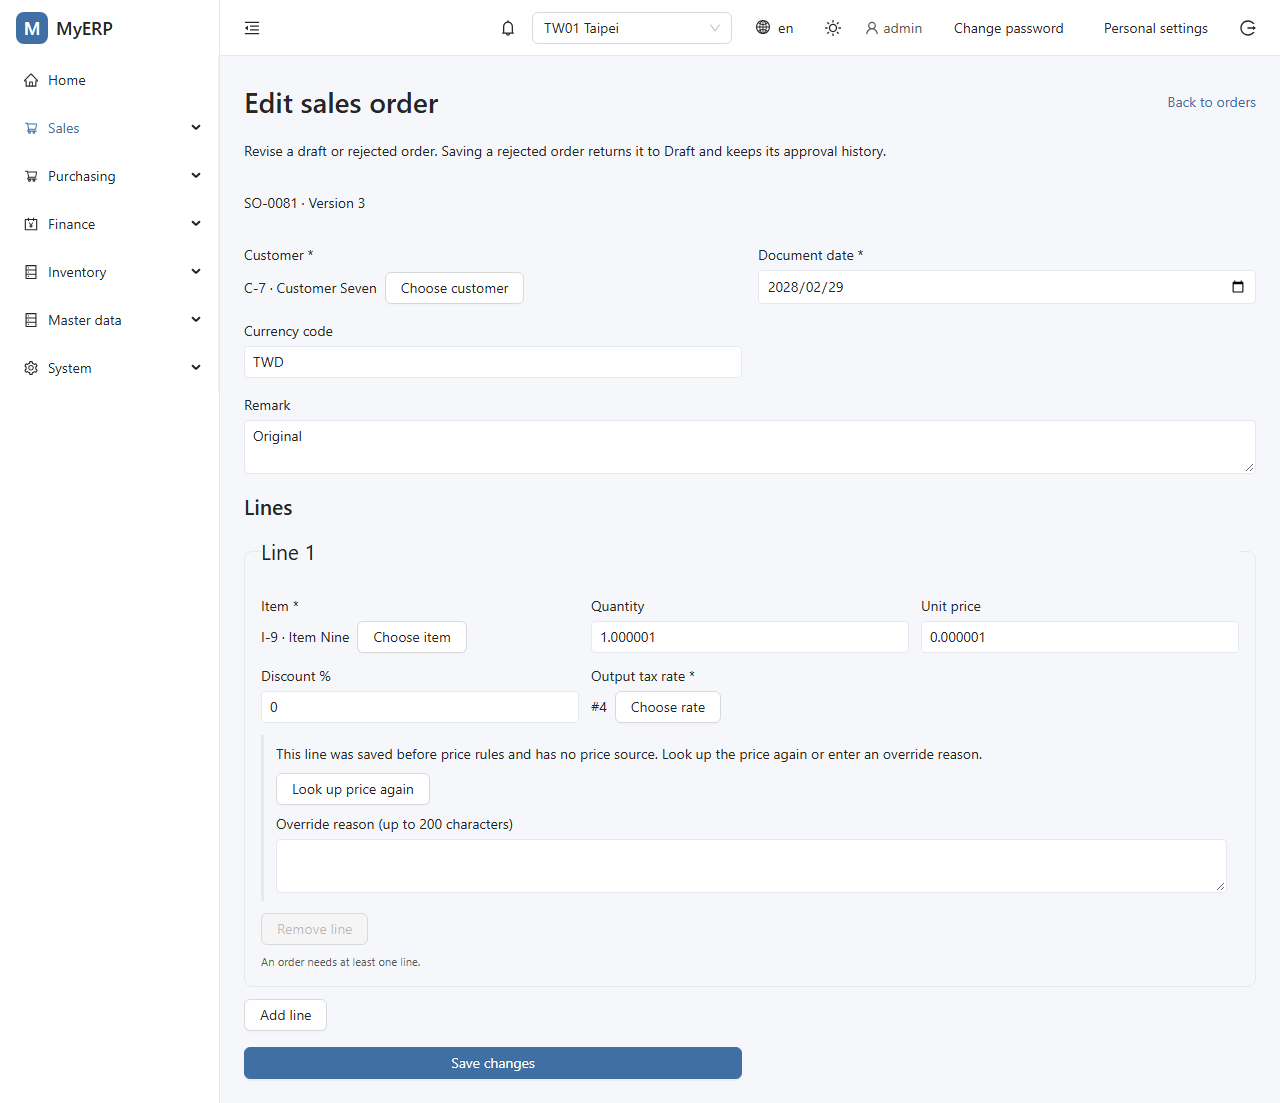 M MyERP
TW01 Taipei
en
admin
Change password
Personal settings
Home
Sales
Purchasing
Finance
Inventory
Master data
System
Edit sales order
Back to orders
Revise a draft or rejected order. Saving a rejected order returns it to Draft and keeps its approval history.
SO-0081 · Version 3
Customer *
C-7 · Customer Seven
Choose customer
Document date *
2028/02/29
Currency code
TWD
Remark
Original
Lines
Line 1
Item *
I-9 · Item Nine
Choose item
Quantity
1.000001
Unit price
0.000001
Discount %
0
Output tax rate *
#4
Choose rate
This line was saved before price rules and has no price source. Look up the price again or enter an override reason.
Look up price again
Override reason (up to 200 characters)
Remove line
An order needs at least one line.
Add line
Save changes